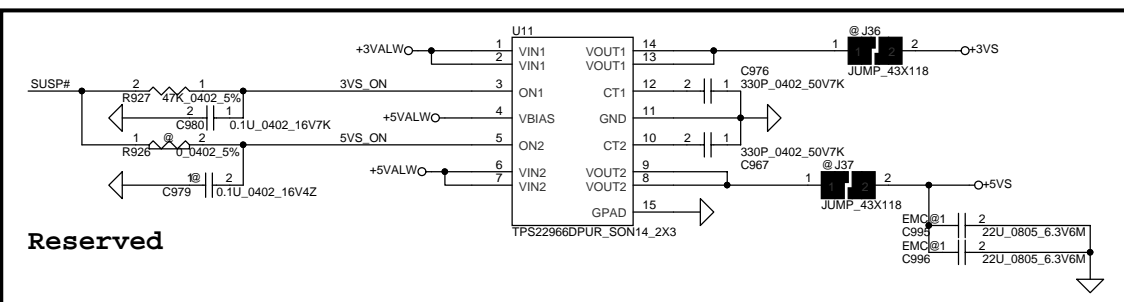 U11
@ J36
+3VALW
1 VIN1 VOUT1 14
2 VIN1 VOUT1 13
1 1 2 2
+3VS
JUMP_43X118
C976
330P_0402_50V7K
SUSP#
2 1
R927 47K_0402_5%
3VS_ON
3 ON1 CT1 12
2 1
2 1
C980 0.1U_0402_16V7K
+5VALW
4 VBIAS GND 11
1 @ 2
R926 0_0402_5%
5VS_ON
5 ON2 CT2 10
2 1
330P_0402_50V7K
C967
1@ 2
C979 0.1U_0402_16V4Z
+5VALW
6 VIN2 VOUT2 9
7 VIN2 VOUT2 8
@ J37
1 1 2 2
+5VS
JUMP_43X118
GPAD 15
TPS22966DPUR_SON14_2X3
EMC@1 2
C995 22U_0805_6.3V6M
EMC@1 2
C996 22U_0805_6.3V6M
Reserved